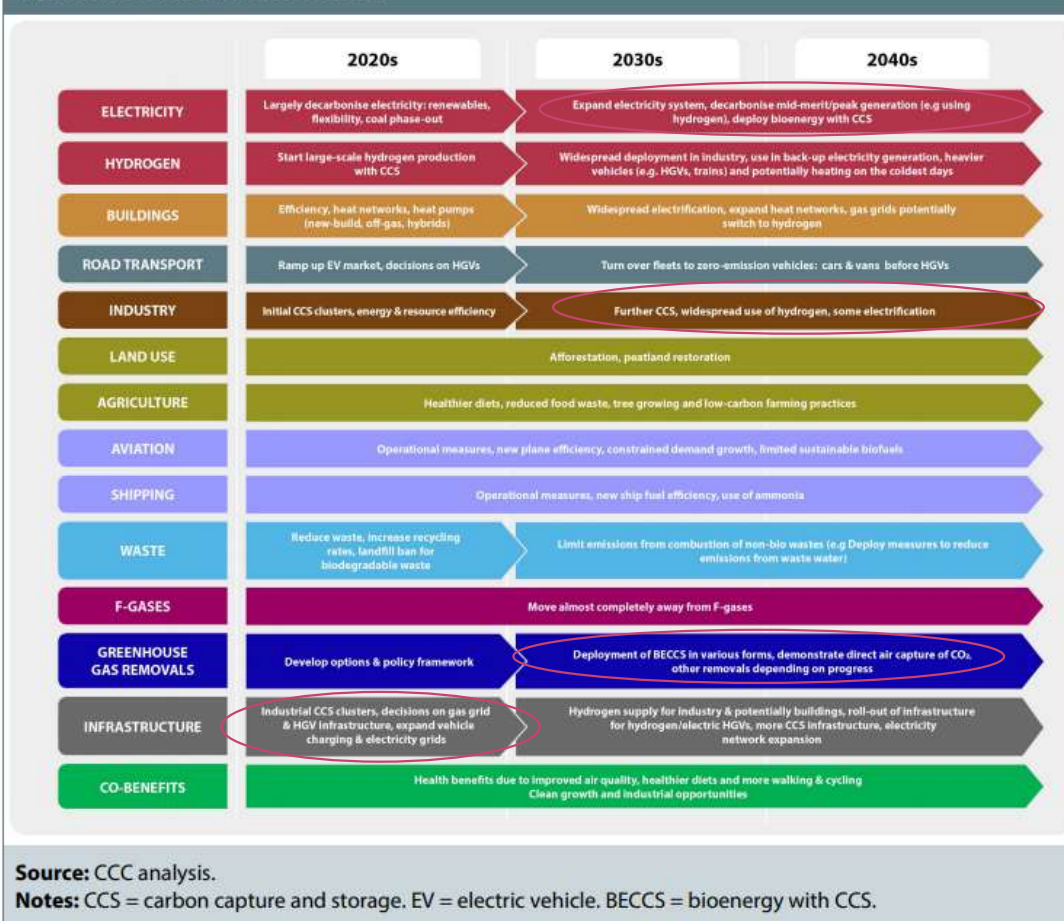 2020s
2030s
2040s
ELECTRICITY
Largely decarbonise electricity: renewables,
flexibility, coal phase-out
Expand electricity system, decarbonise mid-merit/peak generation (e.g using
hydrogen), deploy bioenergy with CCS
HYDROGEN
Start large-scale hydrogen production
with CCS
Widespread deployment in industry, use in back-up electricity generation, heavier
vehicles (e.g. HGVs, trains) and potentially heating on the coldest days
BUILDINGS
Efficiency, heat networks, heat pumps
(new-build, off-gas, hybrids)
Widespread electrification, expand heat networks, gas grids potentially
switch to hydrogen
ROAD TRANSPORT
Ramp up EV market, decisions on HGVs
Turn over fleets to zero-emission vehicles: cars & vans before HGVs
INDUSTRY
Initial CCS clusters, energy & resource efficiency
Further CCS, widespread use of hydrogen, some electrification
LAND USE
Afforestation, peatland restoration
AGRICULTURE
Healthier diets, reduced food waste, tree growing and low-carbon farming practices
AVIATION
Operational measures, new plane efficiency, constrained demand growth, limited sustainable biofuels
SHIPPING
Operational measures, new ship fuel efficiency, use of ammonia
WASTE
Reduce waste, increase recycling
rates, landfill ban for
biodegradable waste
Limit emissions from combustion of non-bio wastes (e.g Deploy measures to reduce
emissions from waste water)
F-GASES
Move almost completely away from F-gases
GREENHOUSE
GAS REMOVALS
Develop options & policy framework
Deployment of BECCS in various forms, demonstrate direct air capture of CO₂,
other removals depending on progress
INFRASTRUCTURE
Industrial CCS clusters, decisions on gas grid
& HGV infrastructure, expand vehicle
charging & electricity grids
Hydrogen supply for industry & potentially buildings, roll-out of infrastructure
for hydrogen/electric HGVs, more CCS infrastructure, electricity
network expansion
CO-BENEFITS
Health benefits due to improved air quality, healthier diets and more walking & cycling
Clean growth and industrial opportunities
Source: CCC analysis.
Notes: CCS = carbon capture and storage. EV = electric vehicle. BECCS = bioenergy with CCS.